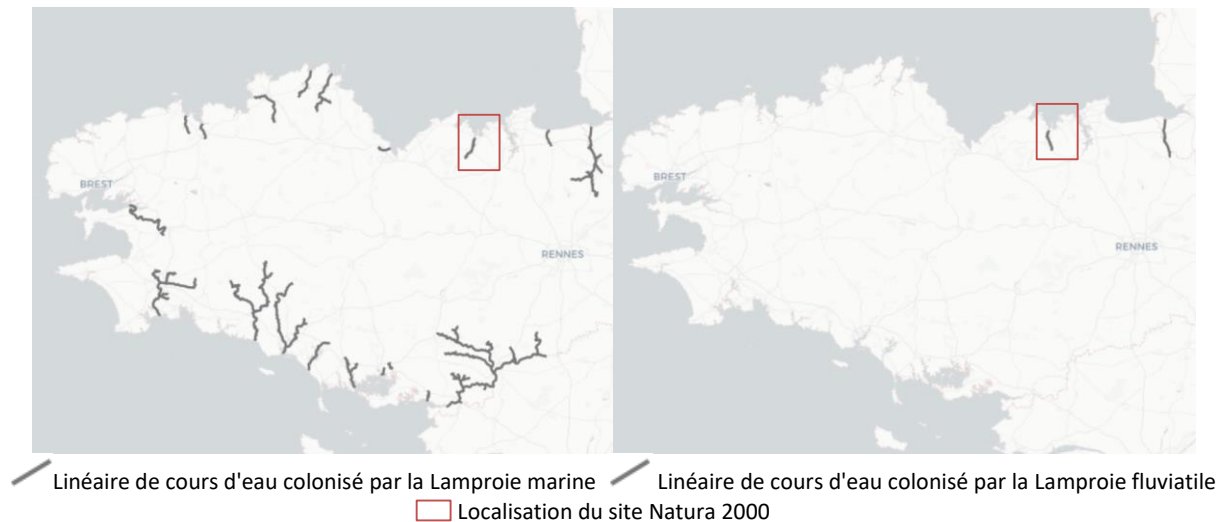 BREST
BREST
RENNES
RENNES
Linéaire de cours d'eau colonisé par la Lamproie marine
Linéaire de cours d'eau colonisé par la Lamproie fluviatile
Localisation du site Natura 2000